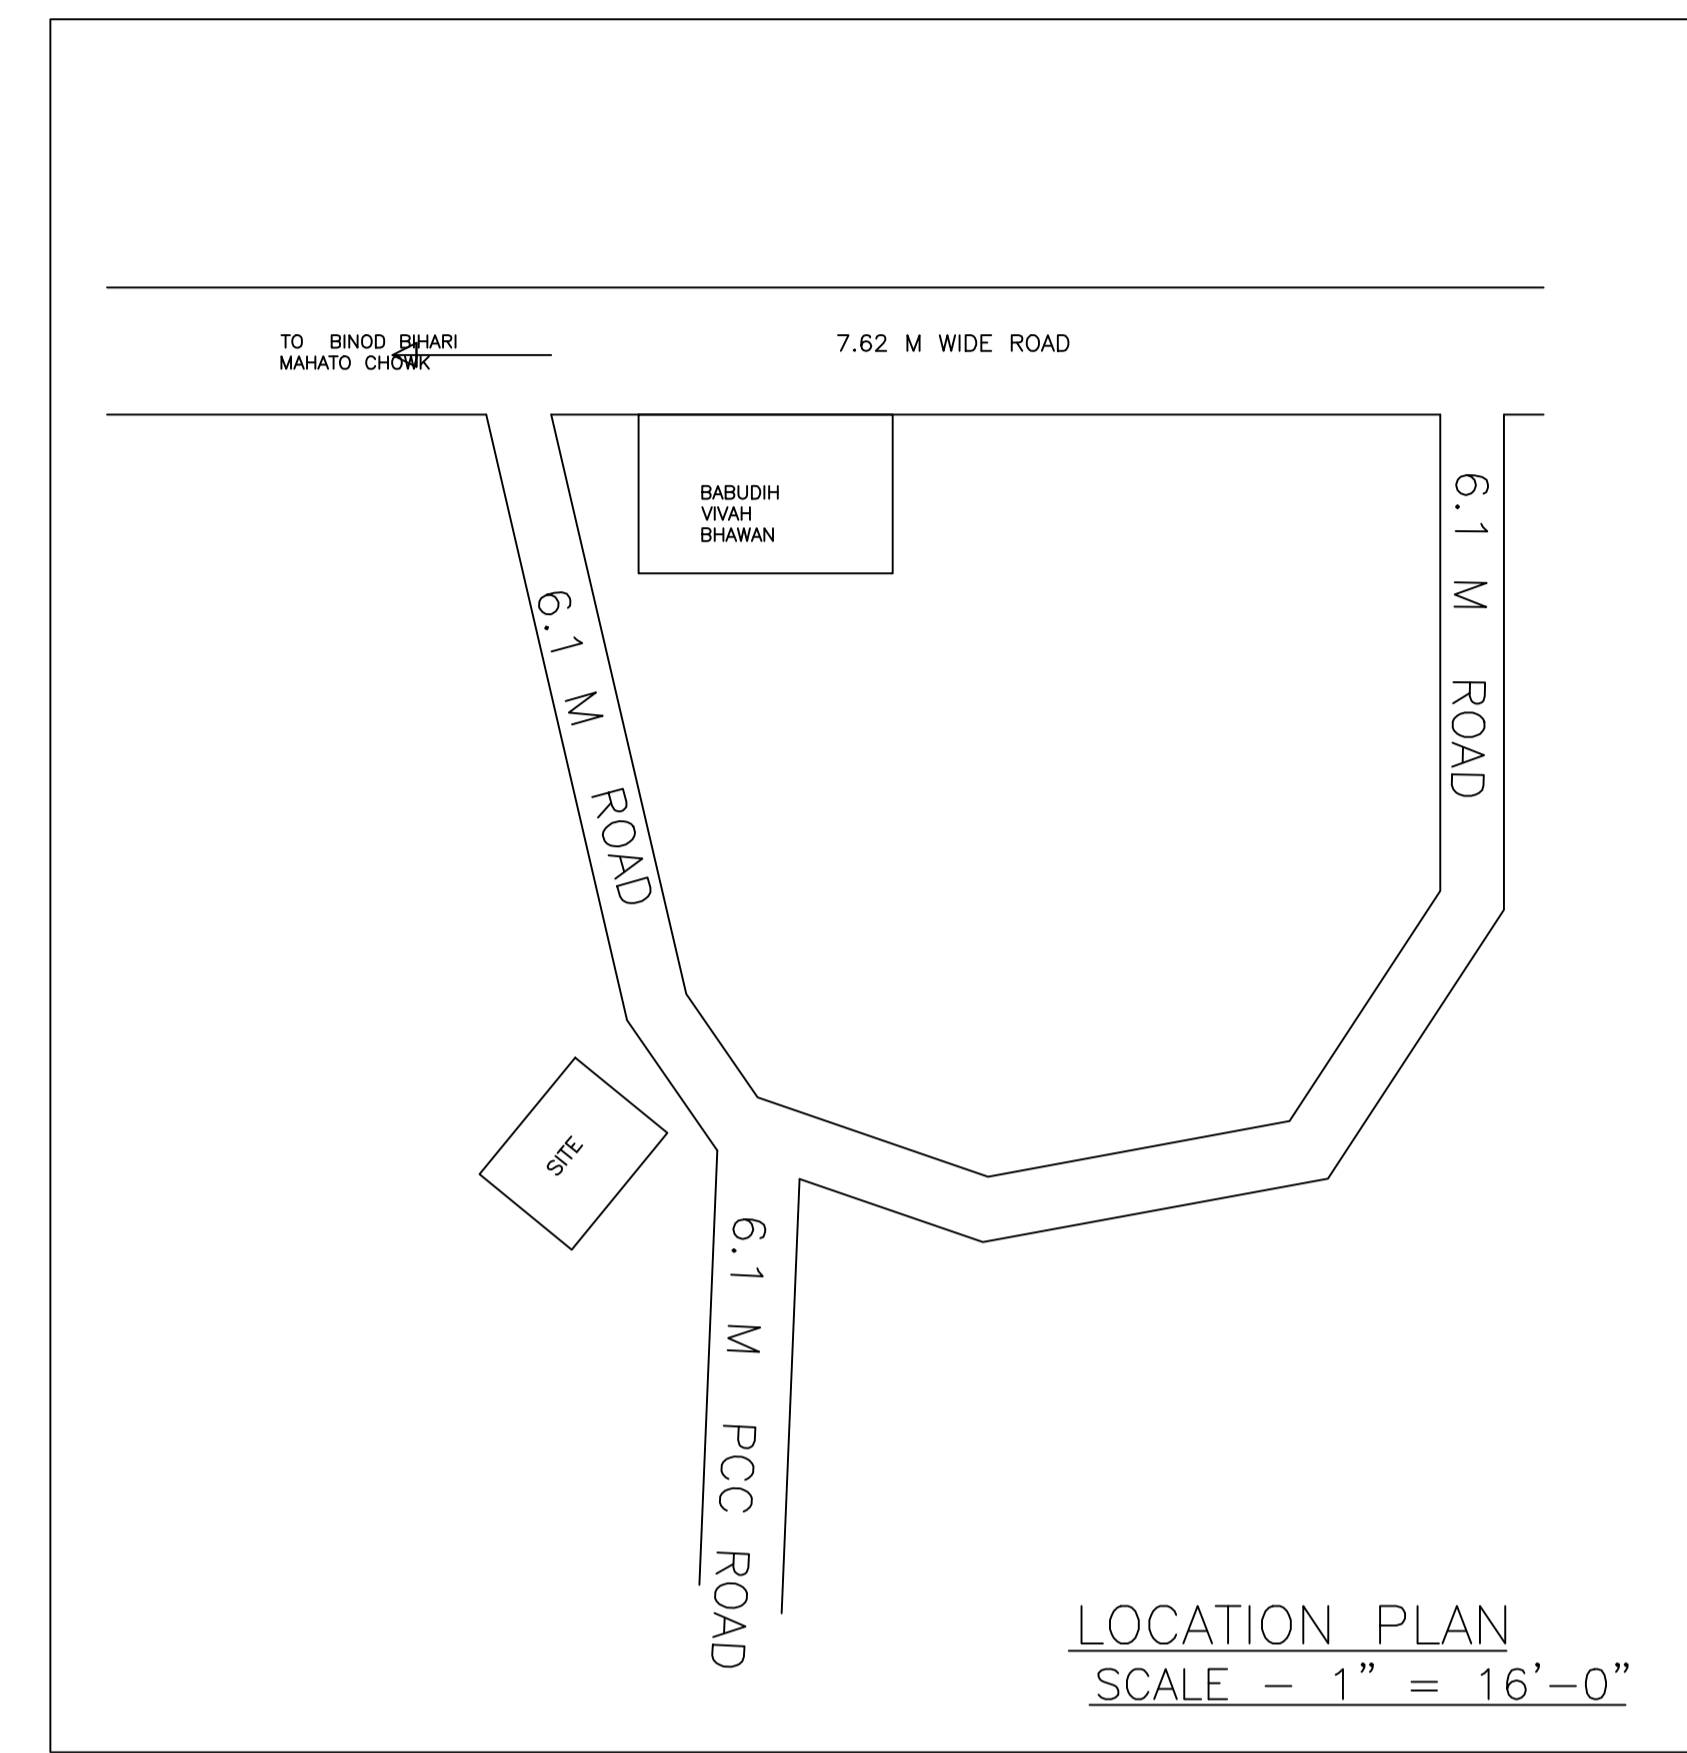 TO BINOD BIHARI
MAHATO CHOWK
7.62 M WIDE ROAD
BABUDIH
VIVAH
BHAWAN
6.1 M ROAD
6.1 M ROAD
SITE
6.1 M PCC ROAD
LOCATION PLAN
SCALE - 1" = 16'-0"